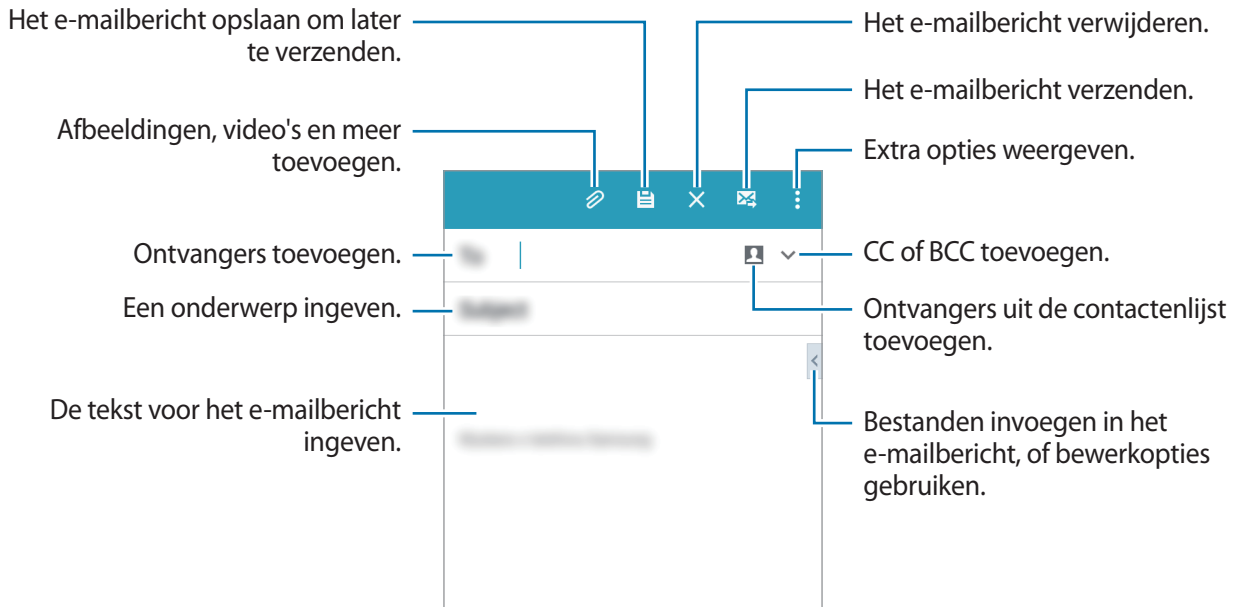 Het e-mailbericht opslaan om later
te verzenden.
Afbeeldingen, video's en meer
toevoegen.
Ontvangers toevoegen.
Een onderwerp ingeven.
De tekst voor het e-mailbericht
ingeven.
To
Subject
Het e-mailbericht verwijderen.
Het e-mailbericht verzenden.
Extra opties weergeven.
CC of BCC toevoegen.
Ontvangers uit de contactenlijst
toevoegen.
Bestanden invoegen in het
e-mailbericht, of bewerkopties
gebruiken.